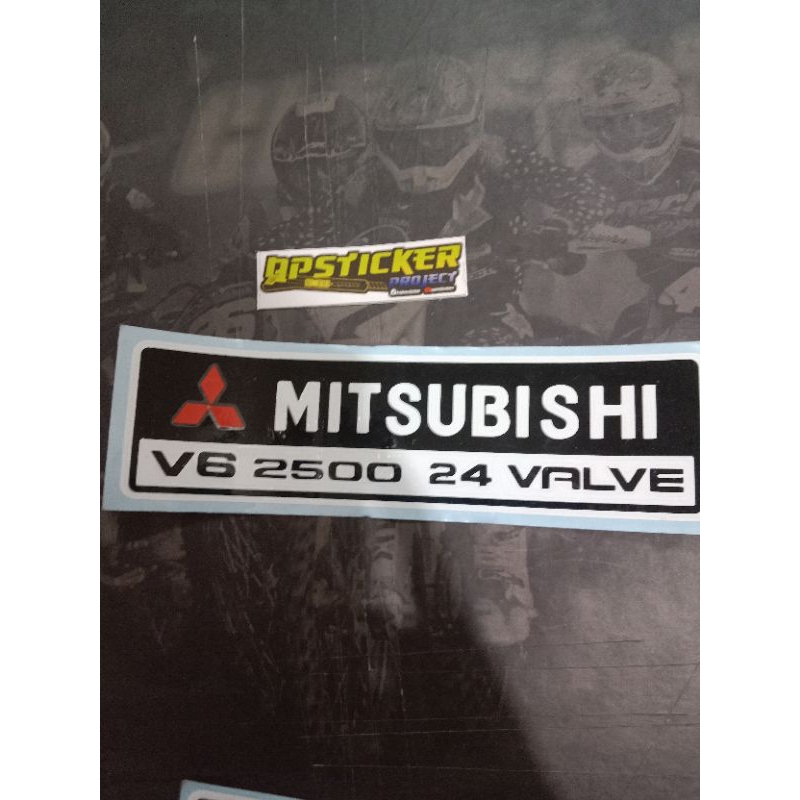 QPSTICKER
PROJECT
MITSUBISHI
V6 2500 24 VALVE